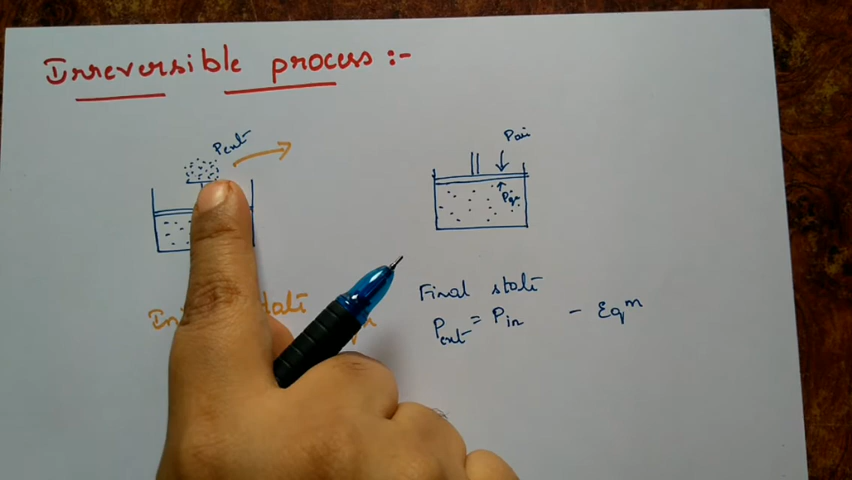 Irreversible process :-
Pext
Pair
Pgas
Final state
Pext = Pin - Eqm